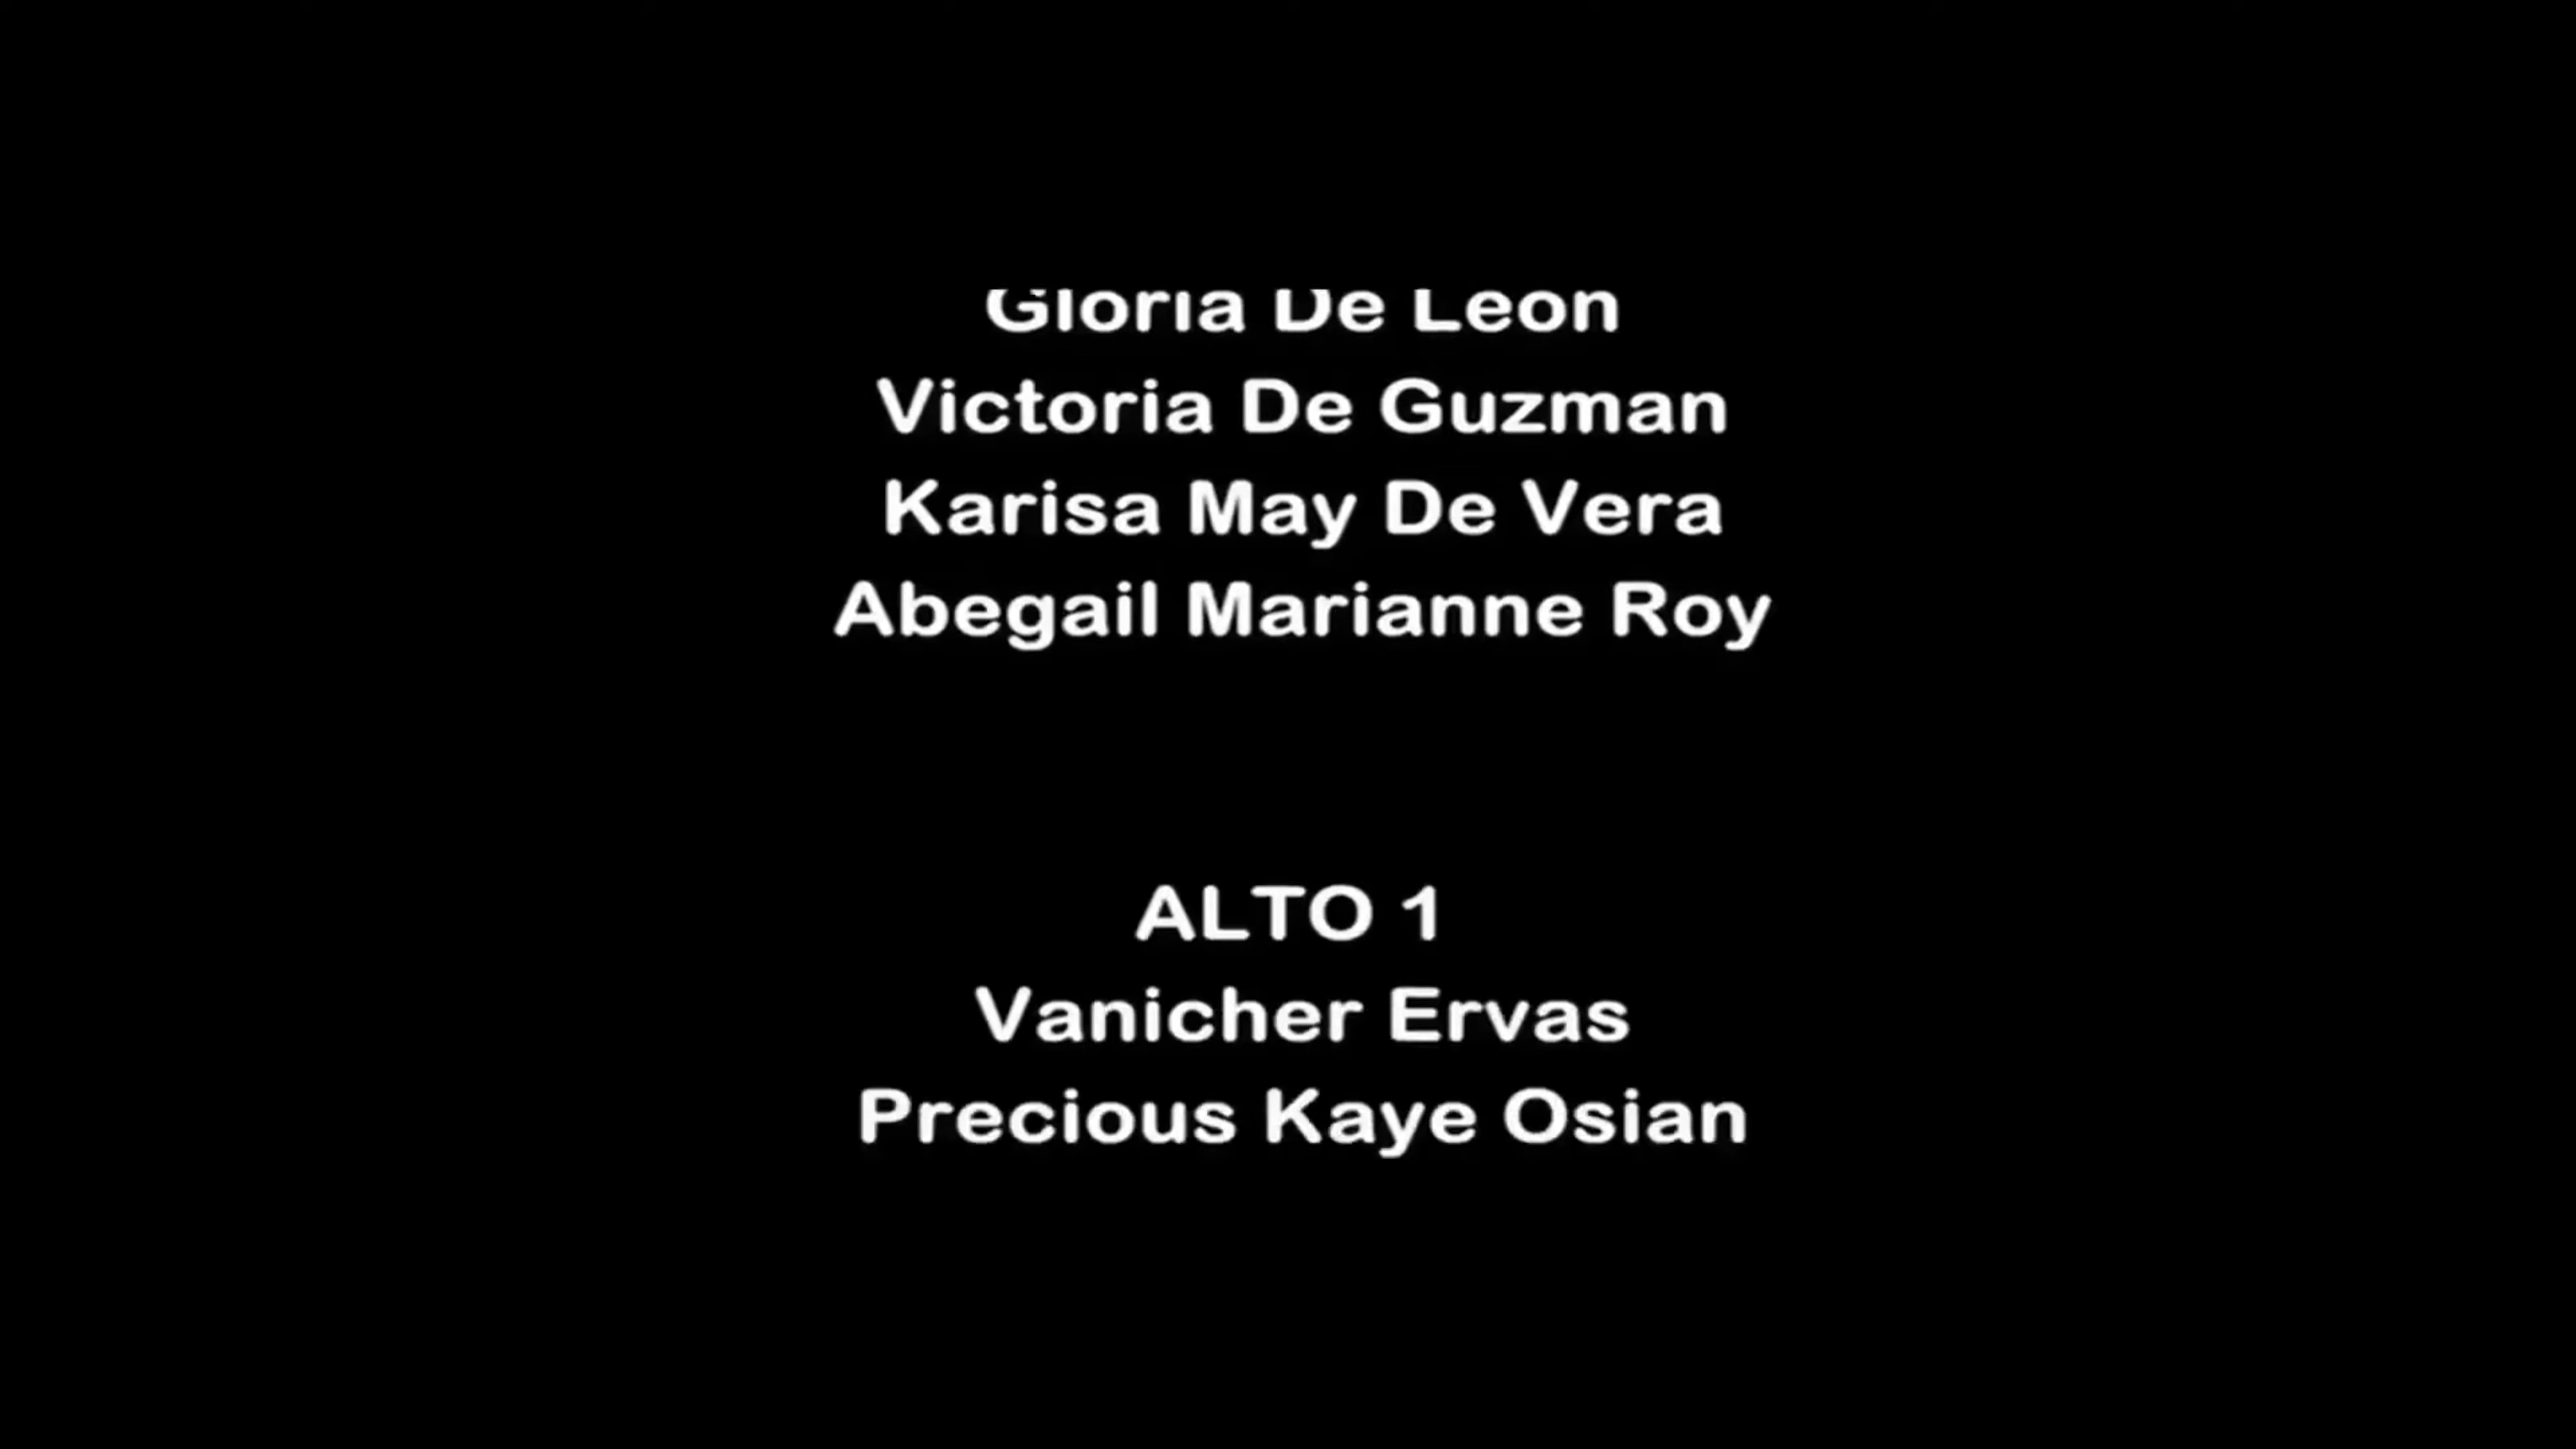 Gloria De Leon
Victoria De Guzman
Karisa May De Vera
Abegail Marianne Roy
ALTO 1
Vanicher Ervas
Precious Kaye Osian